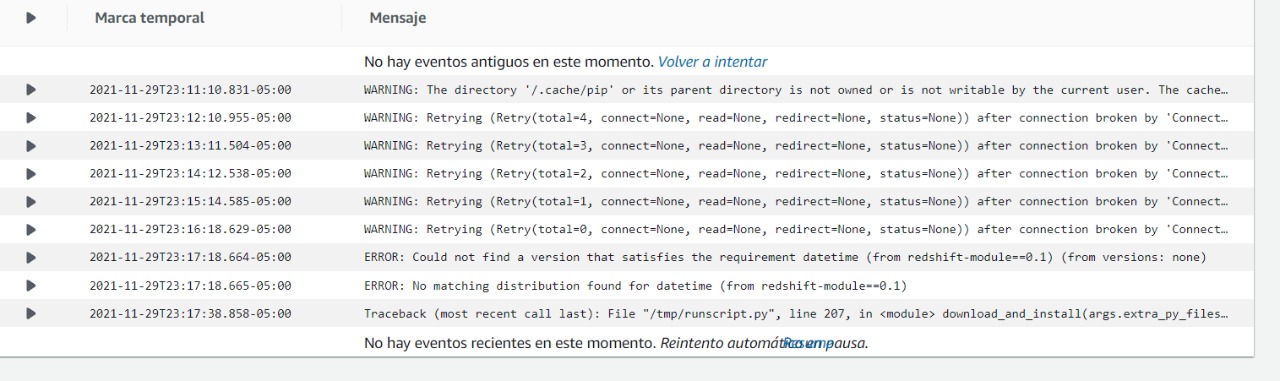 Marca temporal Mensaje
No hay eventos antiguos en este momento. Volver a intentar
2021-11-29T23:11:10.831-05:00 WARNING: The directory '/.cache/pip' or its parent directory is not owned or is not writable by the current user. The cache…
2021-11-29T23:12:10.955-05:00 WARNING: Retrying (Retry(total=4, connect=None, read=None, redirect=None, status=None)) after connection broken by 'Connect…
2021-11-29T23:13:11.504-05:00 WARNING: Retrying (Retry(total=3, connect=None, read=None, redirect=None, status=None)) after connection broken by 'Connect…
2021-11-29T23:14:12.538-05:00 WARNING: Retrying (Retry(total=2, connect=None, read=None, redirect=None, status=None)) after connection broken by 'Connect…
2021-11-29T23:15:14.585-05:00 WARNING: Retrying (Retry(total=1, connect=None, read=None, redirect=None, status=None)) after connection broken by 'Connect…
2021-11-29T23:16:18.629-05:00 WARNING: Retrying (Retry(total=0, connect=None, read=None, redirect=None, status=None)) after connection broken by 'Connect…
2021-11-29T23:17:18.664-05:00 ERROR: Could not find a version that satisfies the requirement datetime (from redshift-module==0.1) (from versions: none)
2021-11-29T23:17:18.665-05:00 ERROR: No matching distribution found for datetime (from redshift-module==0.1)
2021-11-29T23:17:38.858-05:00 Traceback (most recent call last): File "/tmp/runscript.py", line 207, in <module> download_and_install(args.extra_py_files…
No hay eventos recientes en este momento. Reintento automático en pausa.